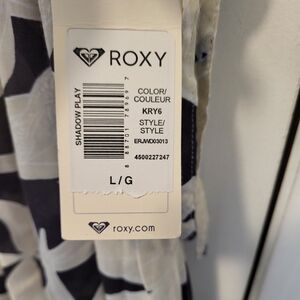 ROXY
SHADOW PLAY
COLOR/
COULEUR
KRY6
STYLE/
STYLE
ERJWD03013
4500227247
L/G
roxy.com